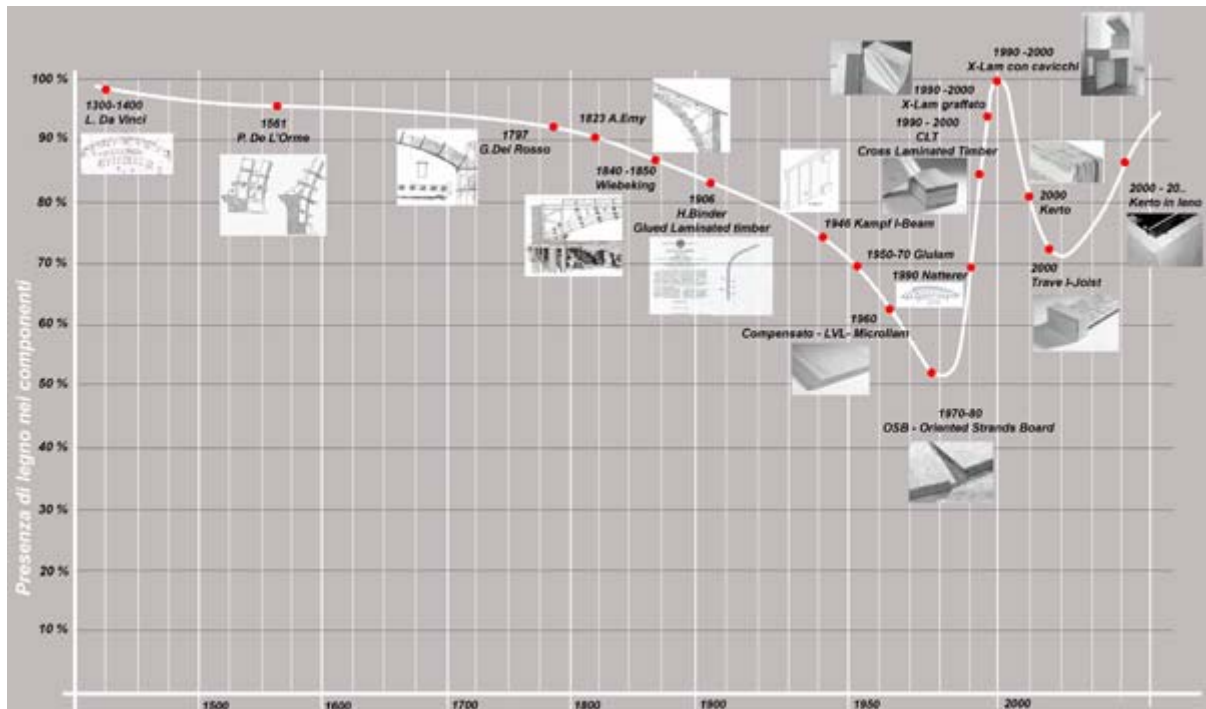 Presenza di legno nei componenti
100 %
90 %
80 %
70 %
60 %
50 %
40 %
30 %
20 %
10 %
1300-1400
L. Da Vinci
1561
P. De L'Orme
1797
G.Del Rosso
1823 A.Emy
1840 -1850
Wiebeking
1906
H.Binder
Glued Laminated timber
1946 Kampf I-Beam
1950-70 Glulam
1960
Compensato - LVL- Microllam
1970-80
OSB - Oriented Strands Board
1990 Natterer
1990 - 2000
CLT
Cross Laminated Timber
1990 -2000
X-Lam graffato
1990 -2000
X-Lam con cavicchi
2000
Kerto
2000
Trave I-Joist
2000 - 20..
Kerto in leno
1500
1600
1700
1800
1900
1950
2000